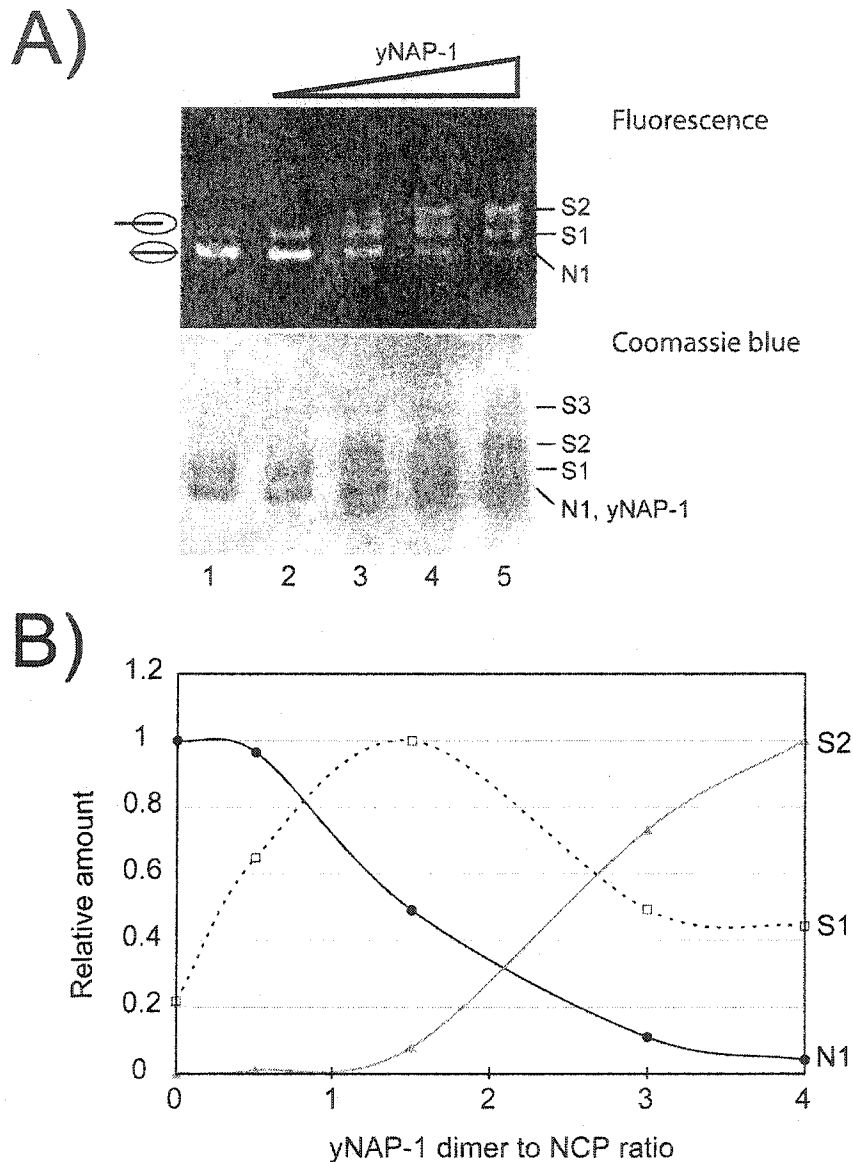 A)
yNAP-1
Fluorescence
S2
S1
N1
Coomassie blue
S3
S2
S1
N1, yNAP-1
1 2 3 4 5
B)
1.2
1
0.8
0.6
0.4
0.2
0
Relative amount
S2
S1
N1
0 1 2 3 4
yNAP-1 dimer to NCP ratio